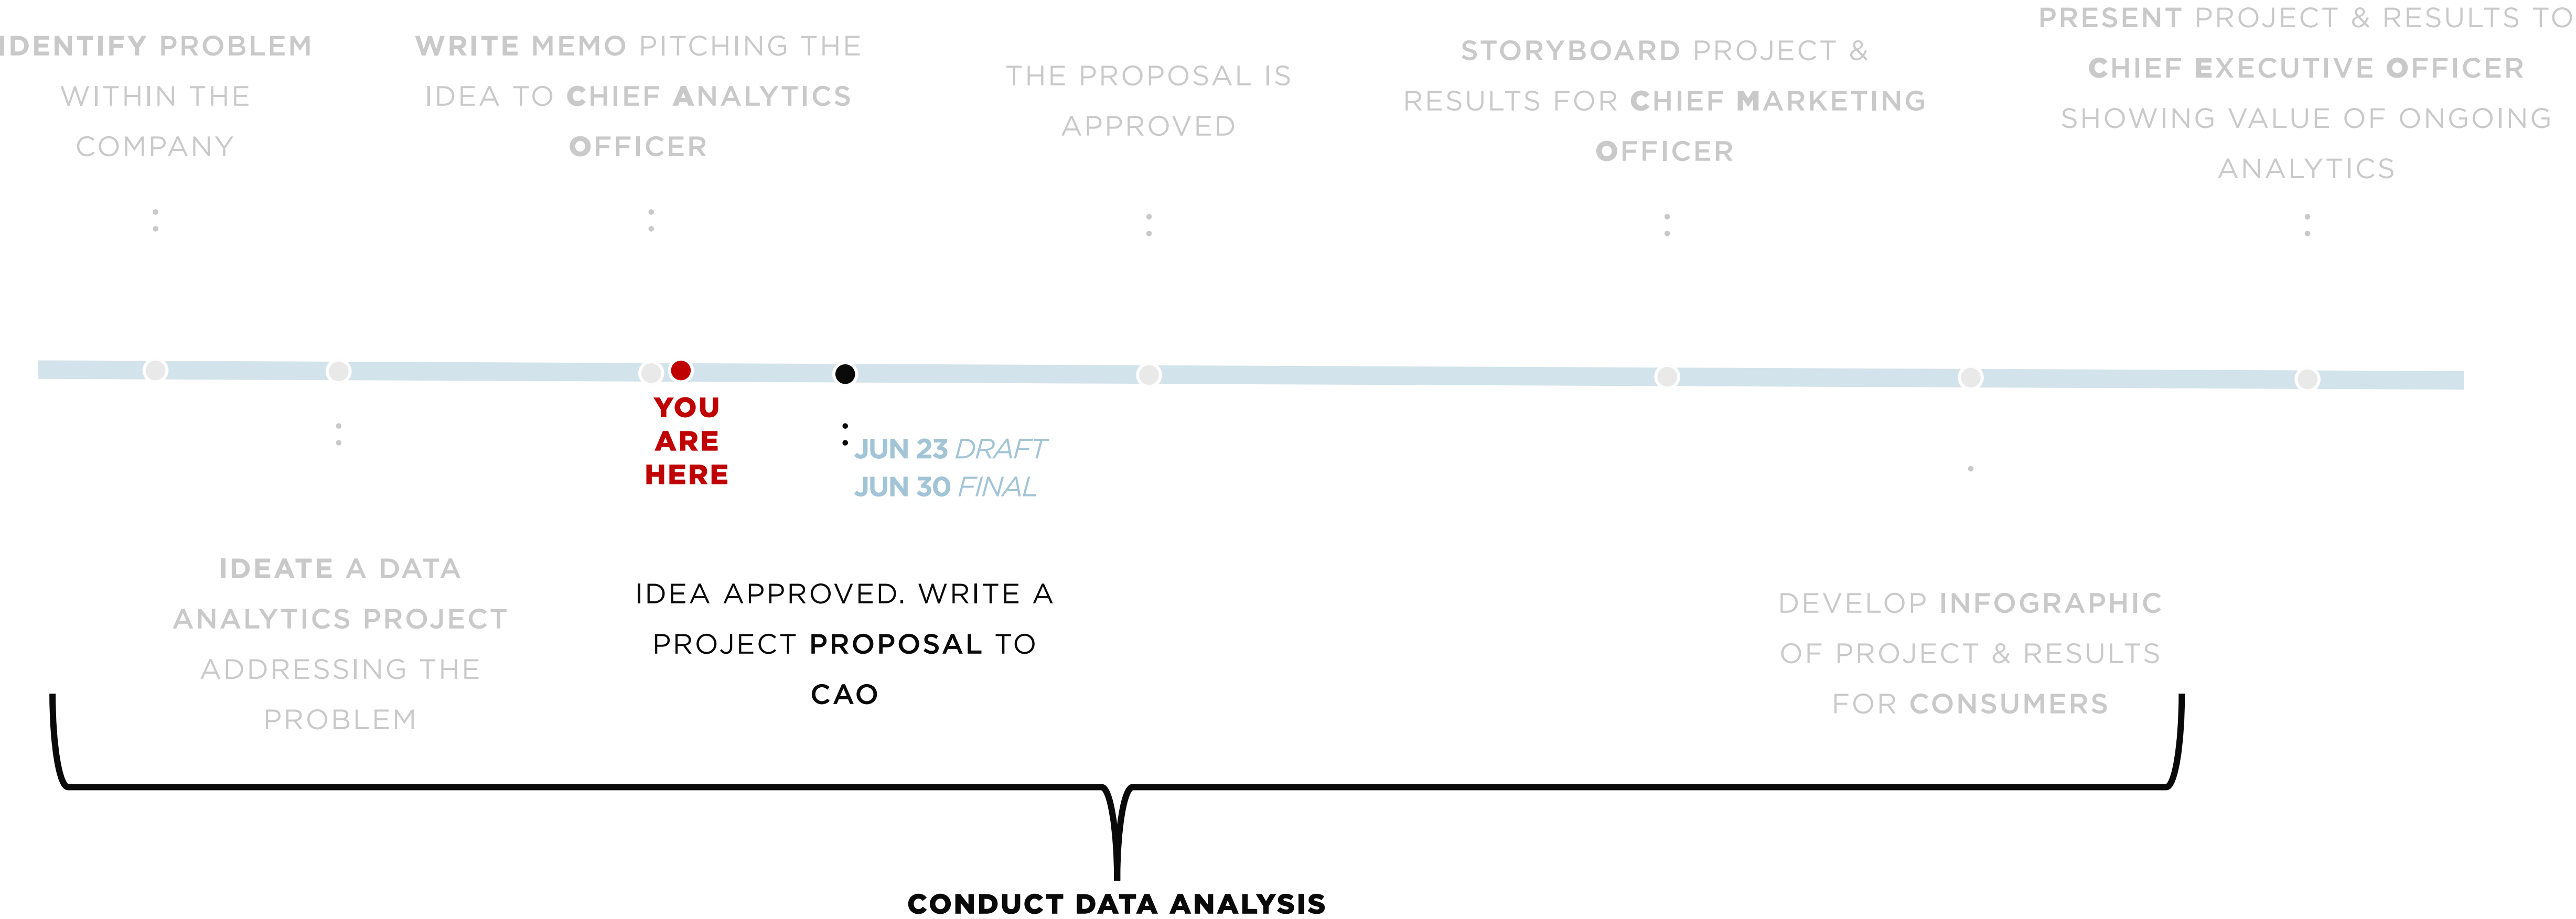 IDENTIFY PROBLEM
WITHIN THE
COMPANY
WRITE MEMO PITCHING THE
IDEA TO CHIEF ANALYTICS
OFFICER
THE PROPOSAL IS
APPROVED
STORYBOARD PROJECT &
RESULTS FOR CHIEF MARKETING
OFFICER
PRESENT PROJECT & RESULTS TO
CHIEF EXECUTIVE OFFICER
SHOWING VALUE OF ONGOING
ANALYTICS
YOU
ARE
HERE
JUN 23 DRAFT
JUN 30 FINAL
IDEATE A DATA
ANALYTICS PROJECT
ADDRESSING THE
PROBLEM
IDEA APPROVED. WRITE A
PROJECT PROPOSAL TO
CAO
DEVELOP INFOGRAPHIC
OF PROJECT & RESULTS
FOR CONSUMERS
CONDUCT DATA ANALYSIS